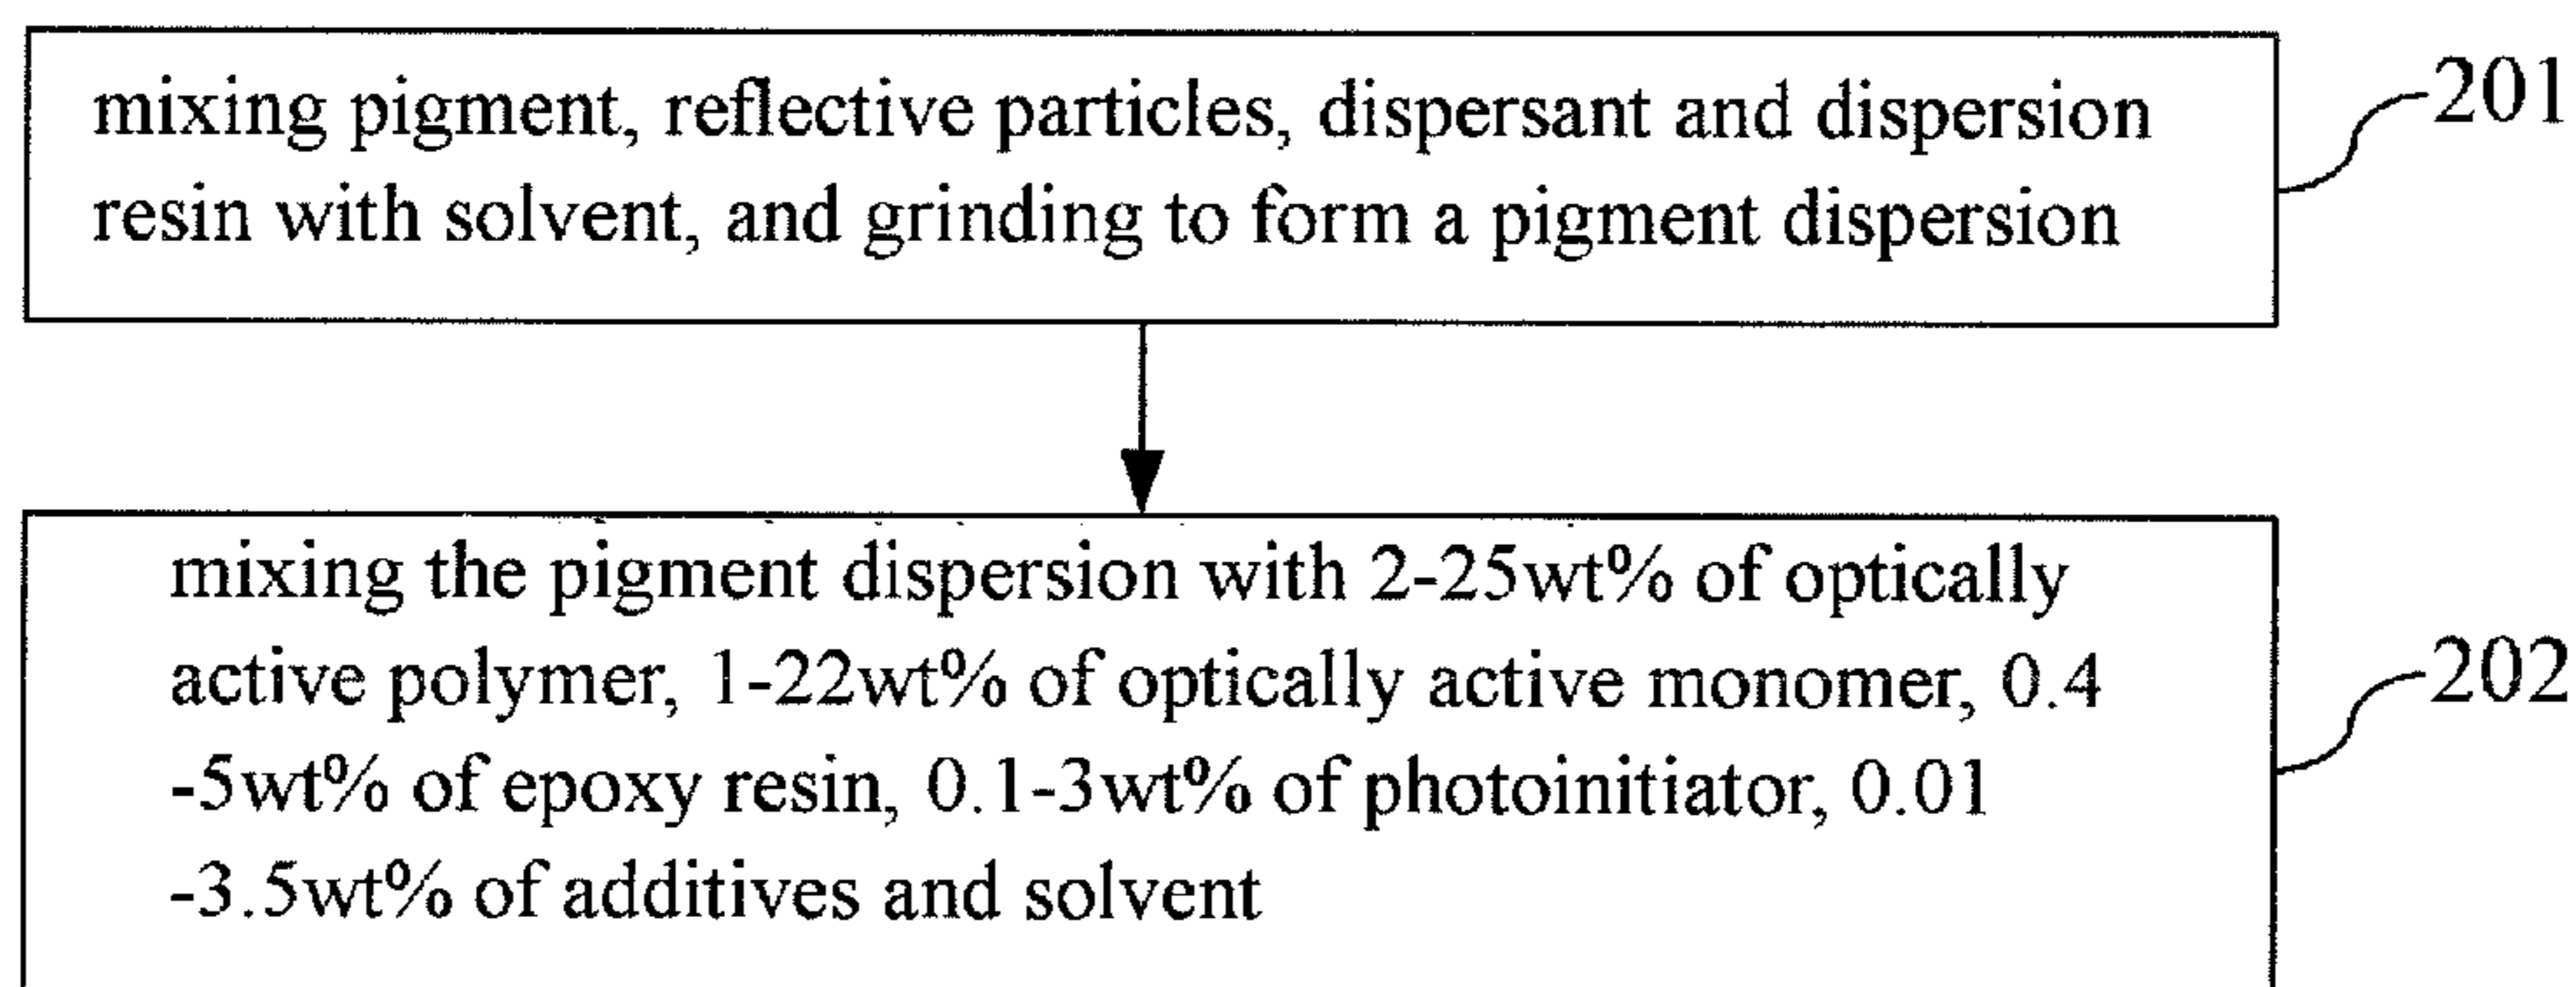 mixing pigment, reflective particles, dispersant and dispersion
resin with solvent, and grinding to form a pigment dispersion
201
mixing the pigment dispersion with 2-25wt% of optically
active polymer, 1-22wt% of optically active monomer, 0.4
-5wt% of epoxy resin, 0.1-3wt% of photoinitiator, 0.01
-3.5wt% of additives and solvent
202